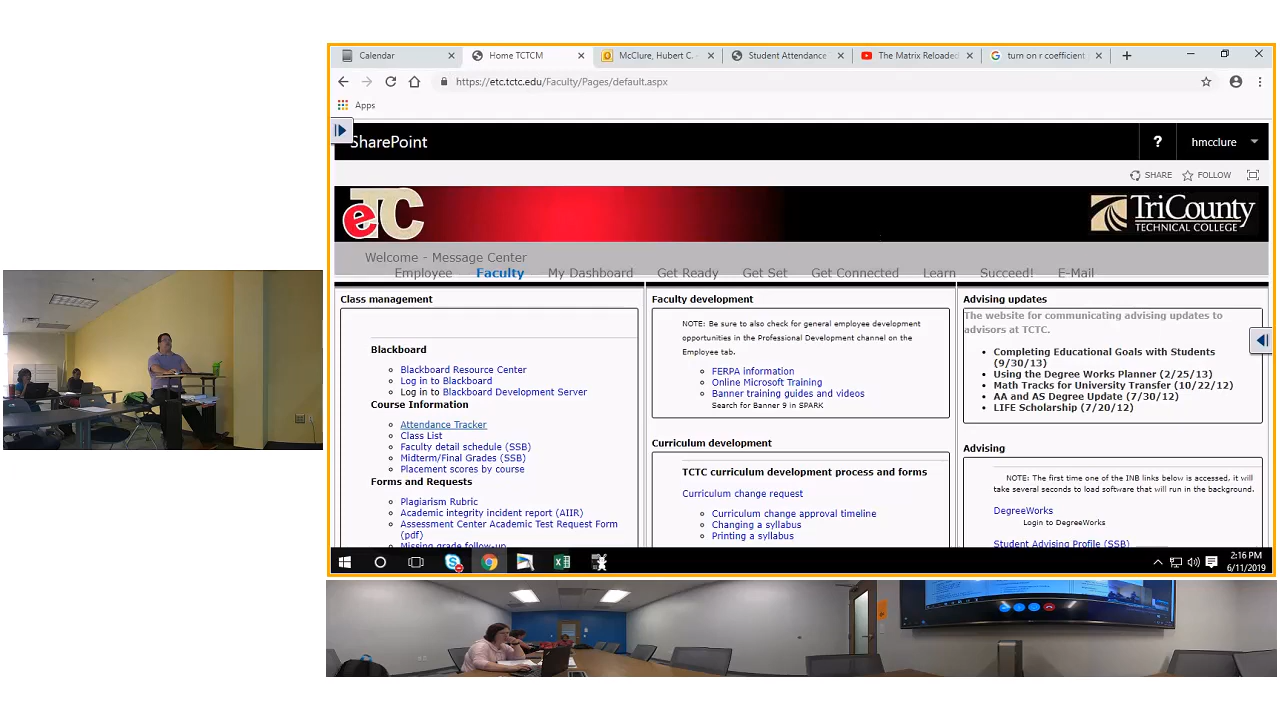 Calendar
Home TCTCM
McClure, Hubert C. -
Student Attendance
The Matrix Reloaded
turn on r coefficient
https://etc.tctc.edu/Faculty/Pages/default.aspx
Apps
SharePoint
?
hmcclure
SHARE
FOLLOW
eTC
TriCounty
TECHNICAL COLLEGE
Welcome - Message Center
Employee Faculty My Dashboard Get Ready Get Set Get Connected Learn Succeed! E-Mail
Class management
Blackboard
Blackboard Resource Center
Log in to Blackboard
Log in to Blackboard Development Server
Course Information
Attendance Tracker
Class List
Faculty detail schedule (SSB)
Midterm/Final Grades (SSB)
Placement scores by course
Forms and Requests
Plagiarism Rubric
Academic integrity incident report (AIIR)
Assessment Center Academic Test Request Form
(pdf)
Missing grade follow-up
Faculty development
NOTE: Be sure to also check for general employee development
opportunities in the Professional Development channel on the
Employee tab.
FERPA information
Online Microsoft Training
Banner training guides and videos
Search for Banner 9 in SPARK
Curriculum development
TCTC curriculum development process and forms
Curriculum change request
Curriculum change approval timeline
Changing a syllabus
Printing a syllabus
Advising updates
The website for communicating advising updates to
advisors at TCTC.
Completing Educational Goals with Students
(9/30/13)
Using the Degree Works Planner (2/25/13)
Math Tracks for University Transfer (10/22/12)
AA and AS Degree Update (7/30/12)
LIFE Scholarship (7/20/12)
Advising
NOTE: The first time one of the INB links below is accessed, it will
take several seconds to load software that will run in the background.
DegreeWorks
Login to DegreeWorks
Student Advising Profile (SSB)
2:16 PM
6/11/2019